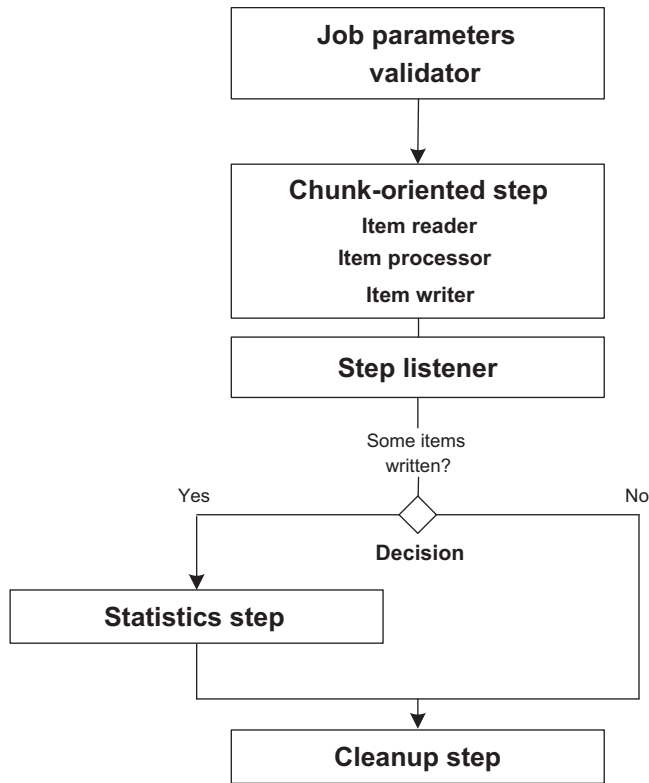 Job parameters
validator
Chunk-oriented step
Item reader
Item processor
Item writer
Step listener
Some items
written?
Yes
No
Decision
Statistics step
Cleanup step